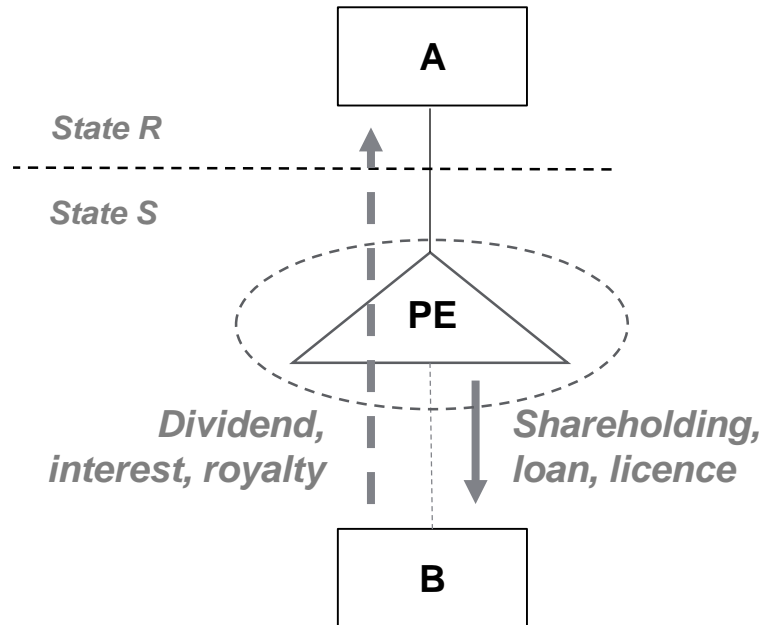 A
State R
State S
PE
Dividend,
interest, royalty
Shareholding,
loan, licence
B